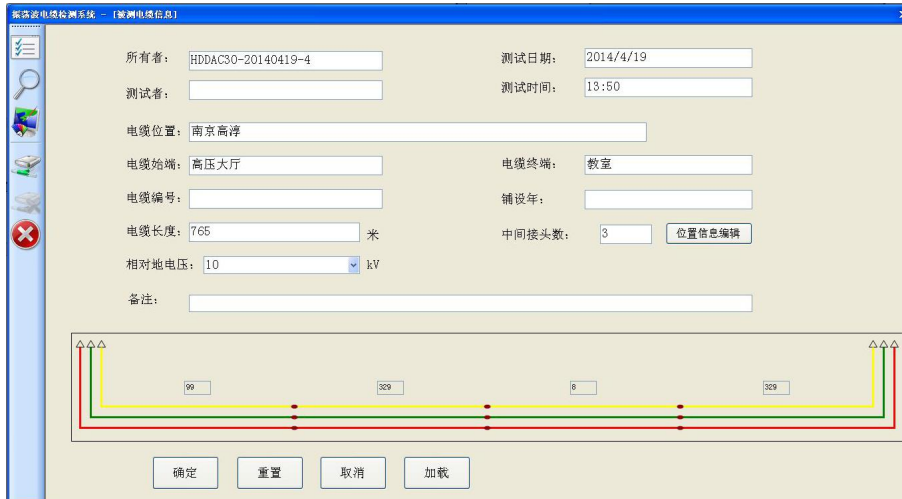 振荡波电缆检测系统 - [被测电缆信息]
所有者: HDDAC30-20140419-4 测试日期: 2014/4/19
测试者: 测试时间: 13:50
电缆位置: 南京高淳
电缆始端: 高压大厅 电缆终端: 教室
电缆编号: 铺设年:
电缆长度: 765 米 中间接头数: 3 位置信息编辑
相对地电压: 10 kV
备注:
99 329 8 329
确定 重置 取消 加载